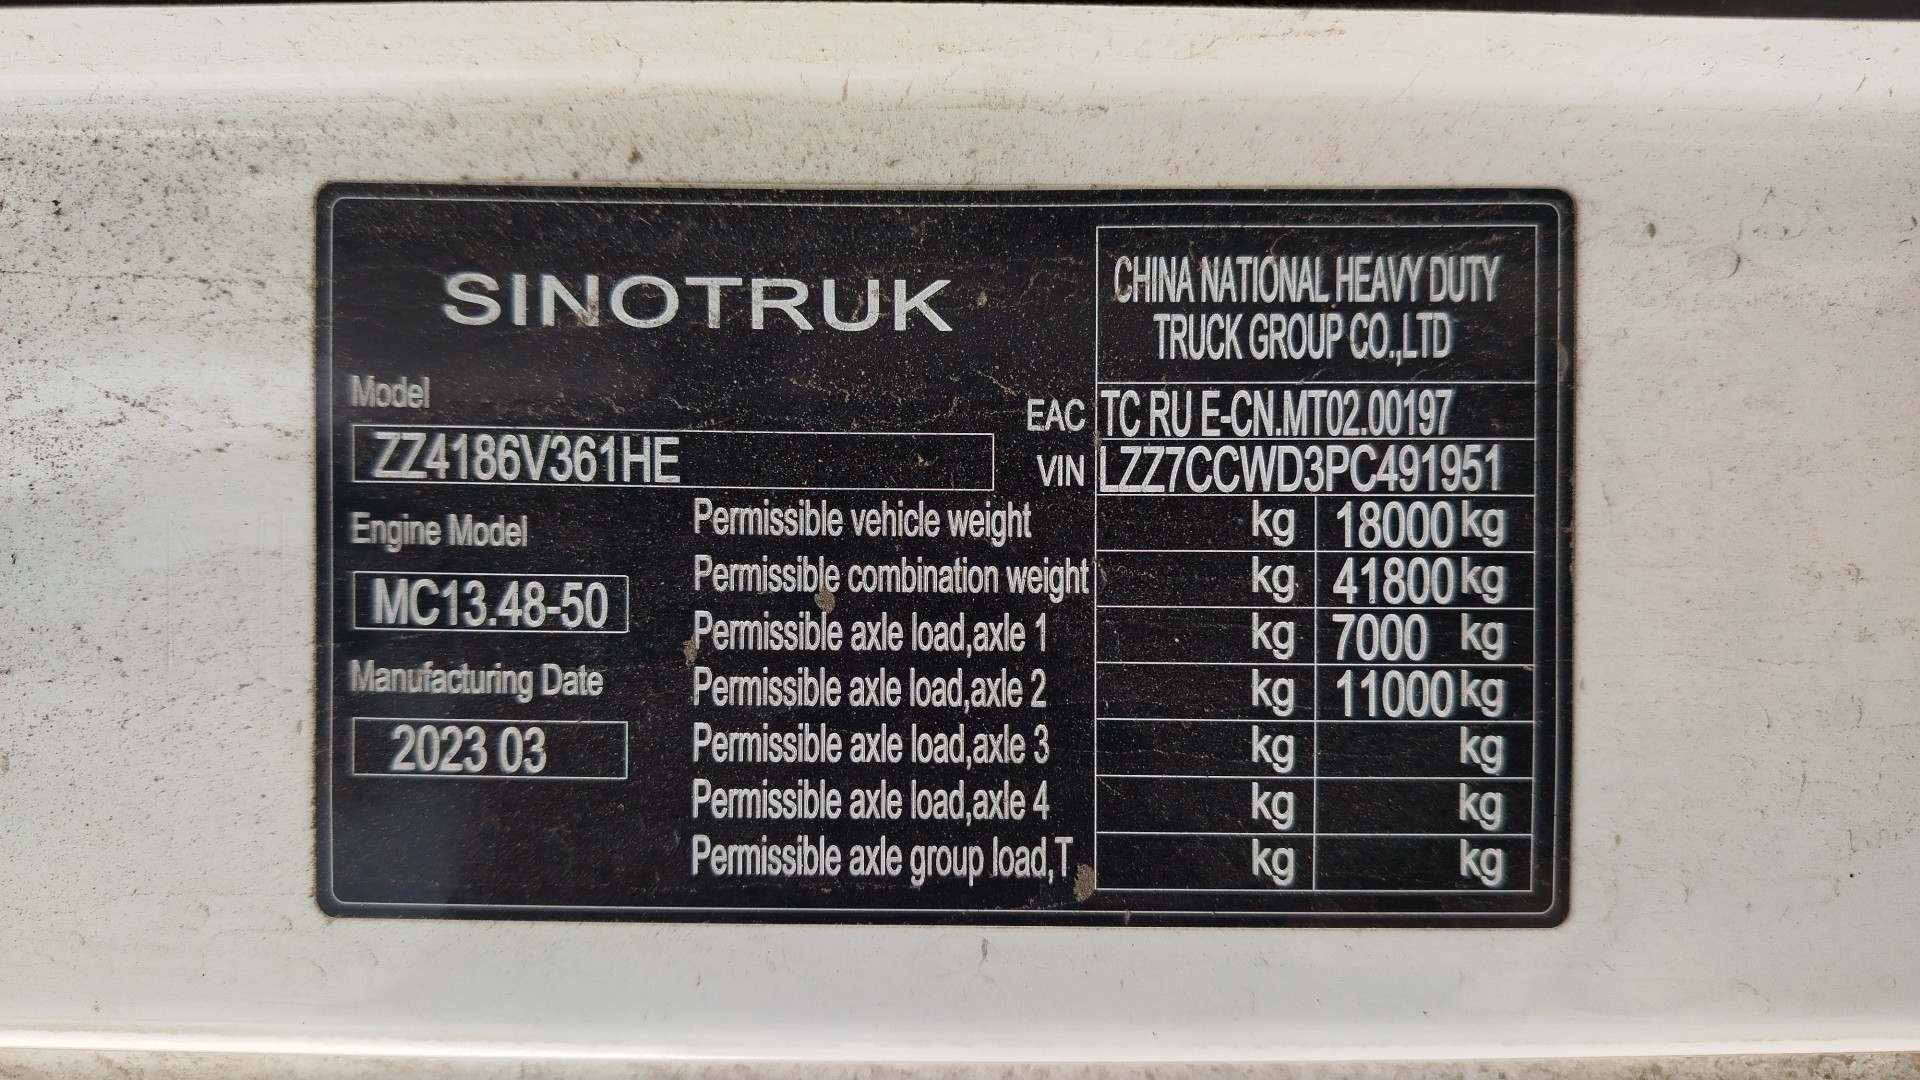 SINOTRUK
CHINA NATIONAL HEAVY DUTY
TRUCK GROUP CO.,LTD
Model
ZZ4186V361HE
EAC TC RU E-CN.MT02.00197
VIN LZZ7CCWD3PC491951
Engine Model
MC13.48-50
Manufacturing Date
2023 03
Permissible vehicle weight kg 18000 kg
Permissible combination weight kg 41800 kg
Permissible axle load,axle 1 kg 7000 kg
Permissible axle load,axle 2 kg 11000 kg
Permissible axle load,axle 3 kg kg
Permissible axle load,axle 4 kg kg
Permissible axle group load,T kg kg